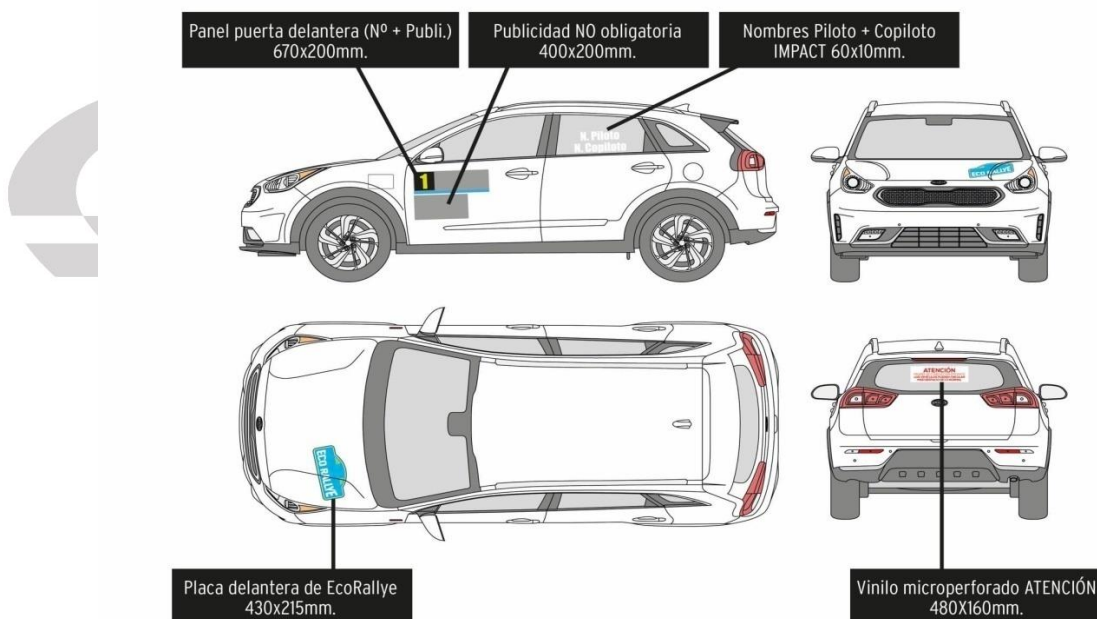 Panel puerta delantera (Nº + Publi.)
670x200mm.
Publicidad NO obligatoria
400x200mm.
Nombres Piloto + Copiloto
IMPACT 60x10mm.
N. Piloto
N. Copiloto
1
ECO RALLYE
ECO RALLYE
ATENCIÓN
Placa delantera de EcoRallye
430x215mm.
Vinilo microperforado ATENCIÓN
480X160mm.